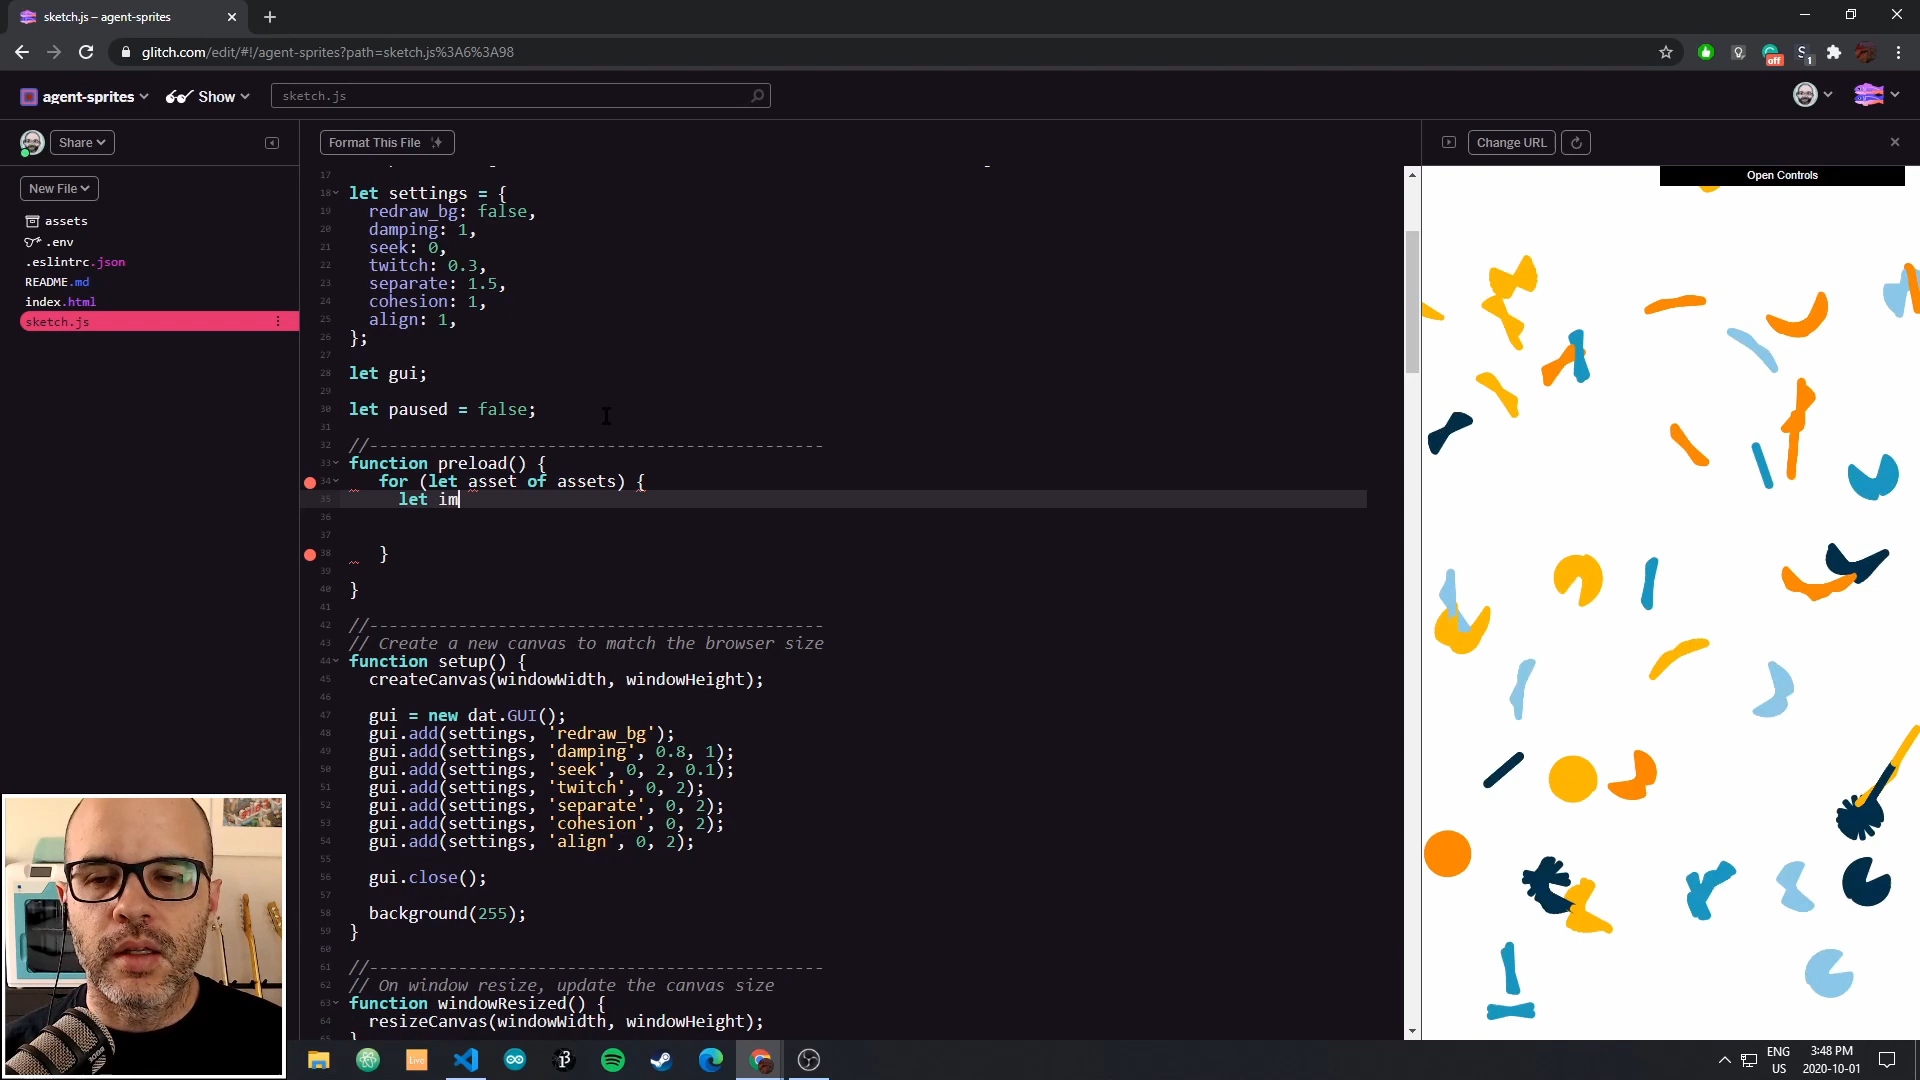 sketch.js – agent-sprites
glitch.com/edit/#!/agent-sprites?path=sketch.js%3A6%3A98
off
1
agent-sprites
Show
sketch.js
Share
Format This File
Change URL
New File
Open Controls
assets
.env
.eslintrc.json
README.md
index.html
sketch.js
17
18 let settings = {
19 redraw_bg: false,
20 damping: 1,
21 seek: 0,
22 twitch: 0.3,
23 separate: 1.5,
24 cohesion: 1,
25 align: 1,
26 };
27
28 let gui;
29
30 let paused = false;
31
32 //----------------------------------------------
33 function preload() {
34 for (let asset of assets) {
35 let im
36
37
38 }
39
40 }
41
42 //----------------------------------------------
43 // Create a new canvas to match the browser size
44 function setup() {
45 createCanvas(windowWidth, windowHeight);
46
47 gui = new dat.GUI();
48 gui.add(settings, 'redraw_bg');
49 gui.add(settings, 'damping', 0.8, 1);
50 gui.add(settings, 'seek', 0, 2, 0.1);
51 gui.add(settings, 'twitch', 0, 2);
52 gui.add(settings, 'separate', 0, 2);
53 gui.add(settings, 'cohesion', 0, 2);
54 gui.add(settings, 'align', 0, 2);
55
56 gui.close();
57
58 background(255);
59 }
60
61 //----------------------------------------------
62 // On window resize, update the canvas size
63 function windowResized() {
64 resizeCanvas(windowWidth, windowHeight);
Live
ENG
US
3:48 PM
2020-10-01